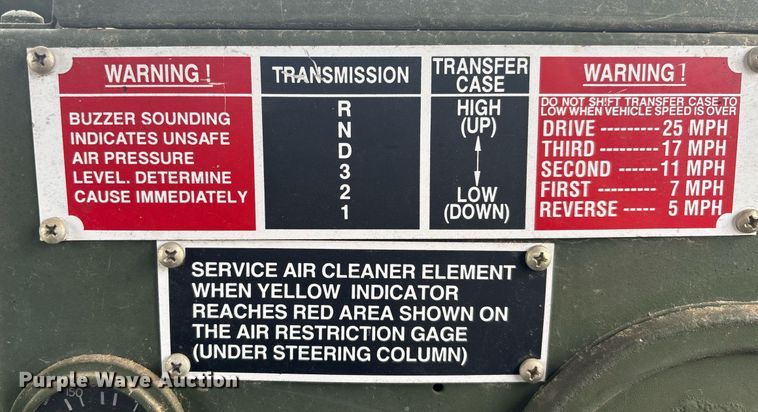 WARNING !
BUZZER SOUNDING
INDICATES UNSAFE
AIR PRESSURE
LEVEL. DETERMINE
CAUSE IMMEDIATELY
TRANSMISSION
R
N
D
3
2
1
TRANSFER
CASE
HIGH
(UP)
LOW
(DOWN)
WARNING !
DO NOT SHIFT TRANSFER CASE TO
LOW WHEN VEHICLE SPEED IS OVER
DRIVE --------- 25 MPH
THIRD --------- 17 MPH
SECOND ------- 11 MPH
FIRST ------- 7 MPH
REVERSE ----- 5 MPH
SERVICE AIR CLEANER ELEMENT
WHEN YELLOW INDICATOR
REACHES RED AREA SHOWN ON
THE AIR RESTRICTION GAGE
(UNDER STEERING COLUMN)
Purple Wave Auction
150